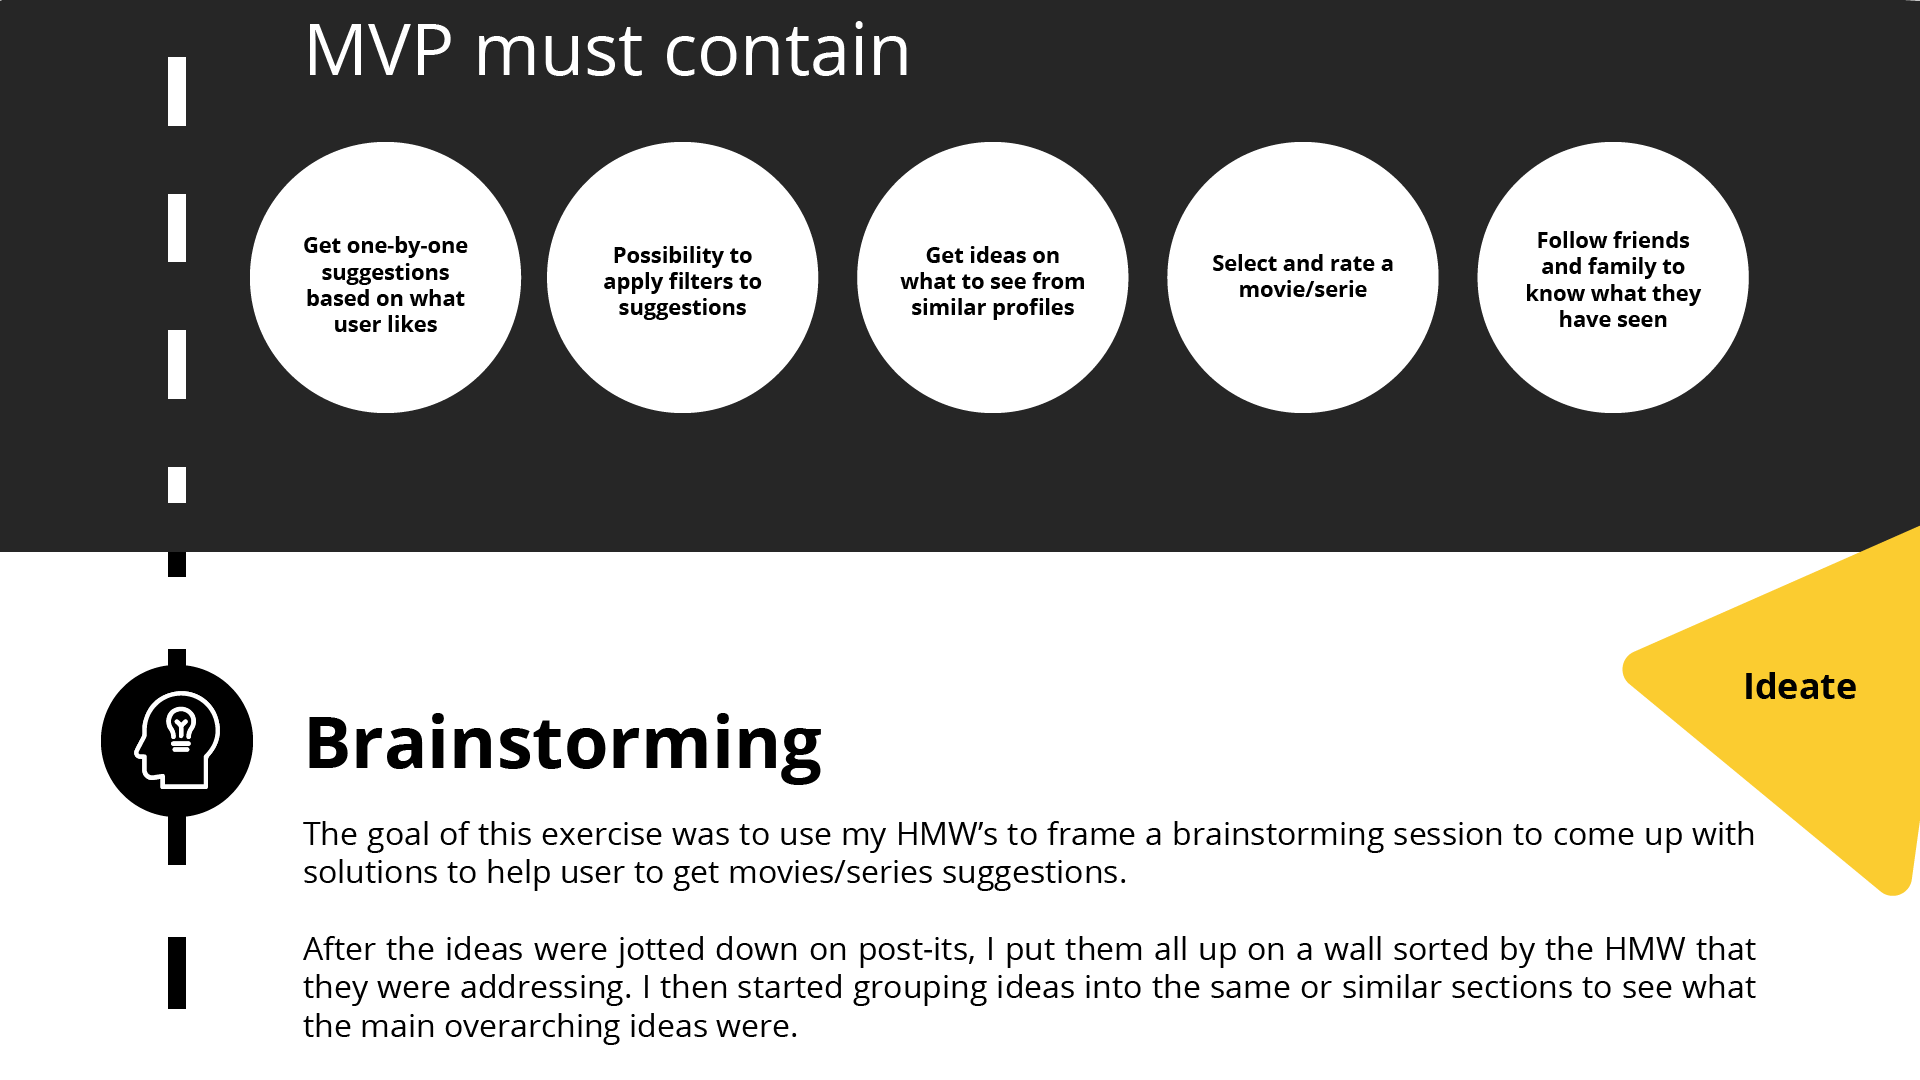 MVP must contain
Get one-by-one
suggestions
based on what
user likes
Possibility to
apply filters to
suggestions
Get ideas on
what to see from
similar profiles
Select and rate a
movie/serie
Follow friends
and family to
know what they
have seen
Ideate
Brainstorming
The goal of this exercise was to use my HMW’s to frame a brainstorming session to come up with
solutions to help user to get movies/series suggestions.
After the ideas were jotted down on post-its, I put them all up on a wall sorted by the HMW that
they were addressing. I then started grouping ideas into the same or similar sections to see what
the main overarching ideas were.